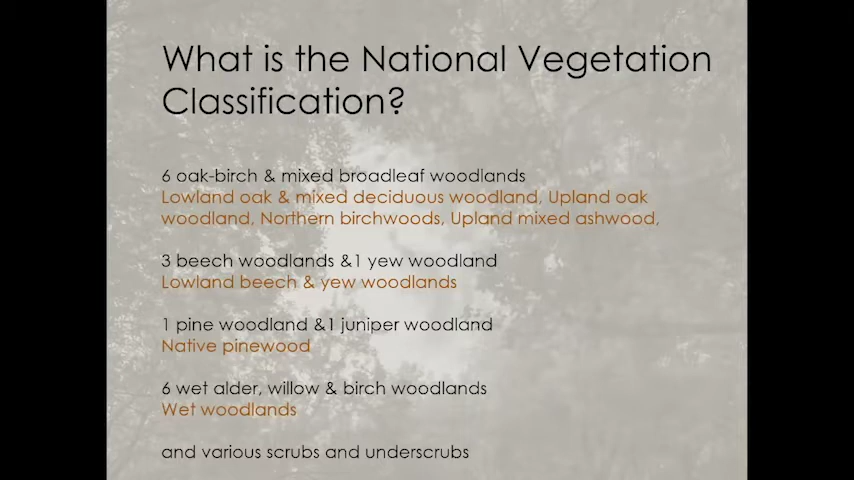 What is the National Vegetation
Classification?
6 oak-birch & mixed broadleaf woodlands
Lowland oak & mixed deciduous woodland, Upland oak
woodland, Northern birchwoods, Upland mixed ashwood,
3 beech woodlands &1 yew woodland
Lowland beech & yew woodlands
1 pine woodland &1 juniper woodland
Native pinewood
6 wet alder, willow & birch woodlands
Wet woodlands
and various scrubs and underscrubs